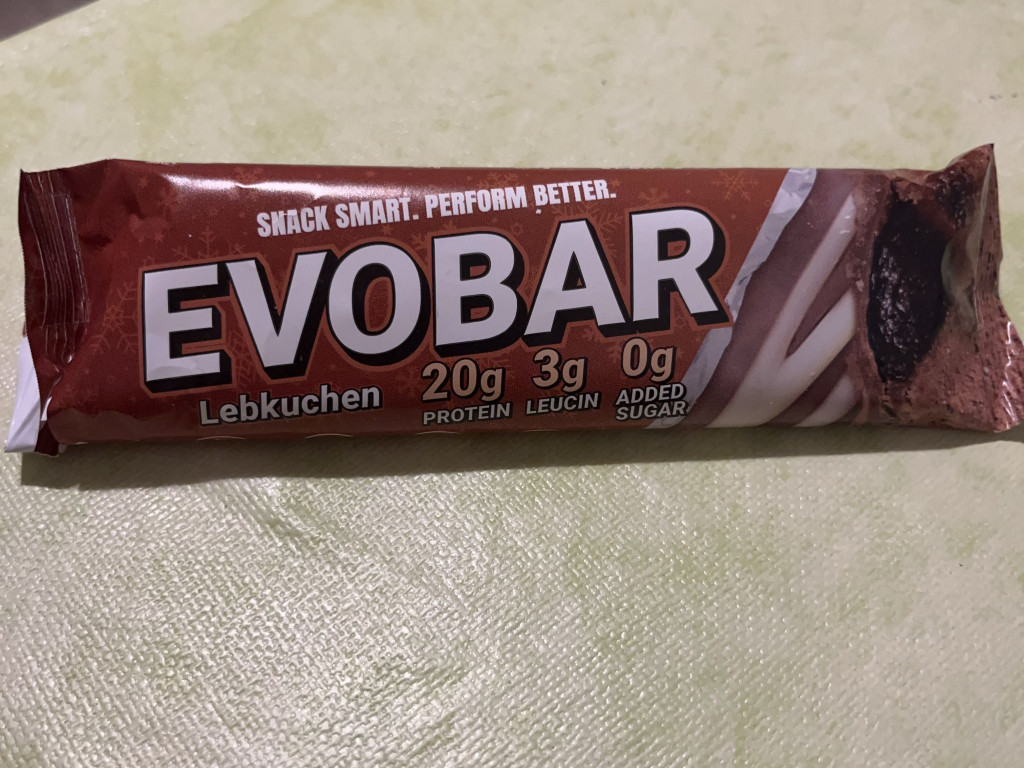 SNACK SMART. PERFORM BETTER.
EVOBAR
Lebkuchen
20g
PROTEIN
3g
LEUCIN
0g
ADDED
SUGAR